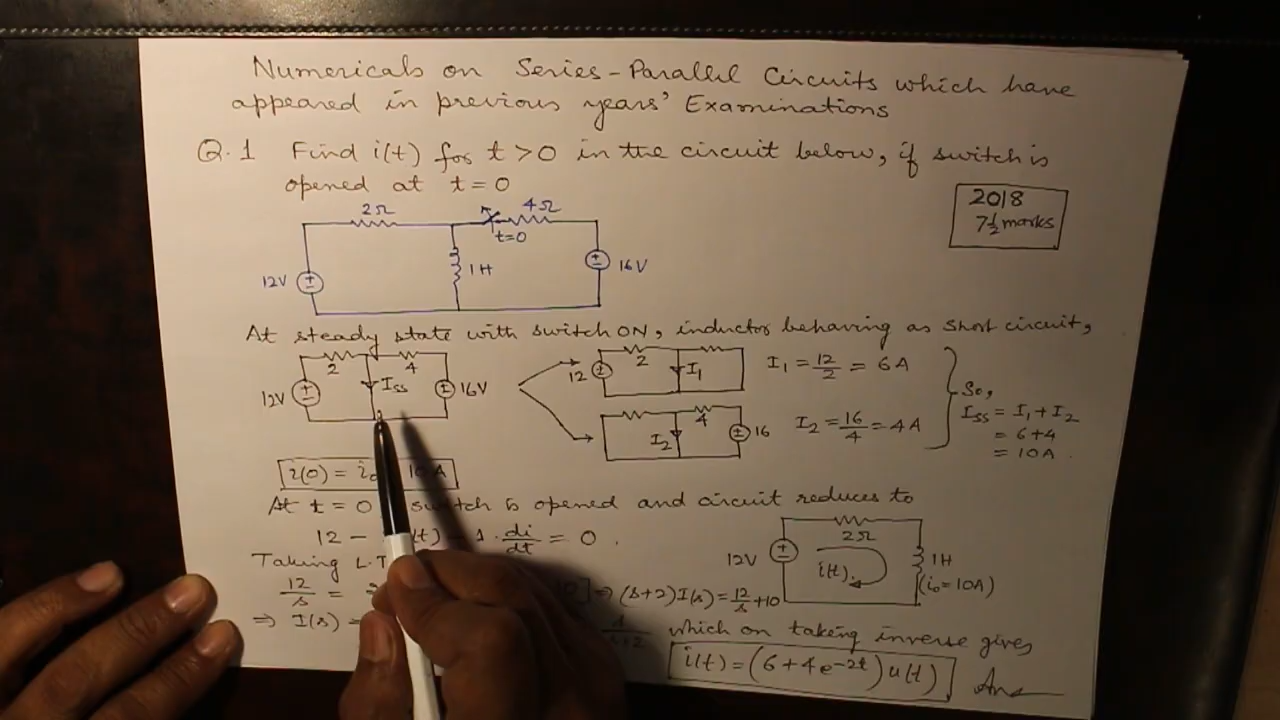 Numericals on Series-Parallel Circuits which have
appeared in previous years' Examinations
Q.1 Find i(t) for t>0 in the circuit below, if switch is
opened at t=0
2018
7½ marks
2Ω 4Ω
t=0
12V 1H 16V
At steady state with switch ON, inductor behaving as short circuit,
2 4
12V Iss 16V
12 2 I₁ I₁ = 12/2 = 6A
I₂ 4 16 I₂ = 16/4 = 4A
So,
Iss = I₁+I₂
= 6+4
= 10A.
i(0) = i 10A
At t=0 switch is opened and circuit reduces to
12 - (t) - 1·di/dt = 0.
2Ω
12V i(t). 1H
(i₀=10A)
Taking L.T
12/s = ⇒ (s+2)I(s) = 12/s +10
⇒ I(s) = which on taking inverse gives
i(t) = (6+4e^-2t)u(t) Ans